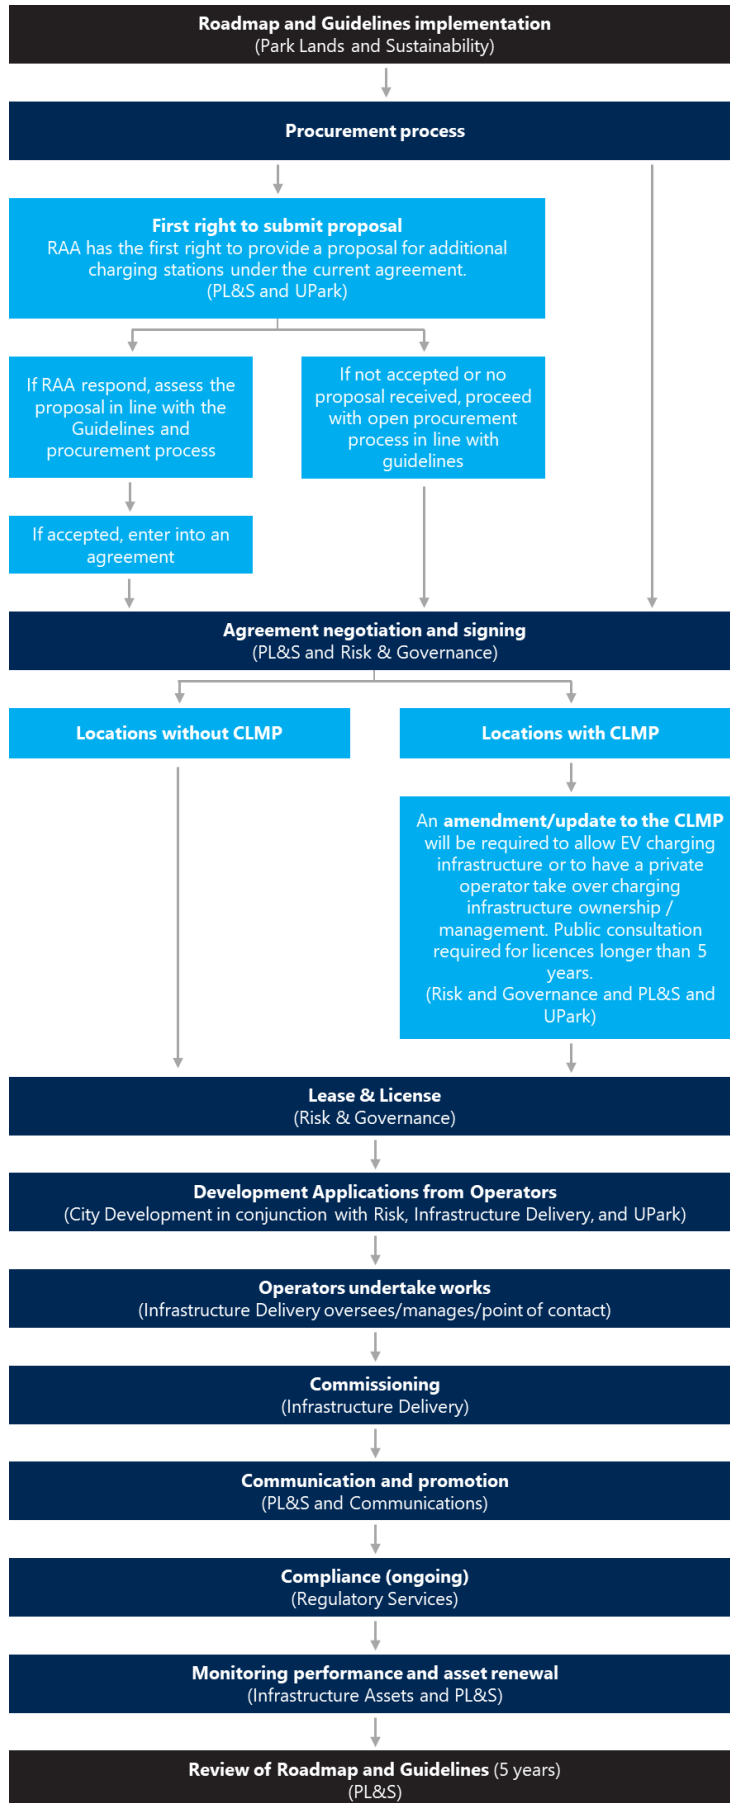 Roadmap and Guidelines implementation
(Park Lands and Sustainability)
Procurement process
First right to submit proposal
RAA has the first right to provide a proposal for additional
charging stations under the current agreement.
(PL&S and UPark)
If RAA respond, assess the
proposal in line with the
Guidelines and
procurement process
If not accepted or no
proposal received, proceed
with open procurement
process in line with
guidelines
If accepted, enter into an
agreement
Agreement negotiation and signing
(PL&S and Risk & Governance)
Locations without CLMP
Locations with CLMP
An amendment/update to the CLMP
will be required to allow EV charging
infrastructure or to have a private
operator take over charging
infrastructure ownership /
management. Public consultation
required for licences longer than 5
years.
(Risk and Governance and PL&S and
UPark)
Lease & License
(Risk & Governance)
Development Applications from Operators
(City Development in conjunction with Risk, Infrastructure Delivery, and UPark)
Operators undertake works
(Infrastructure Delivery oversees/manages/point of contact)
Commissioning
(Infrastructure Delivery)
Communication and promotion
(PL&S and Communications)
Compliance (ongoing)
(Regulatory Services)
Monitoring performance and asset renewal
(Infrastructure Assets and PL&S)
Review of Roadmap and Guidelines (5 years)
(PL&S)